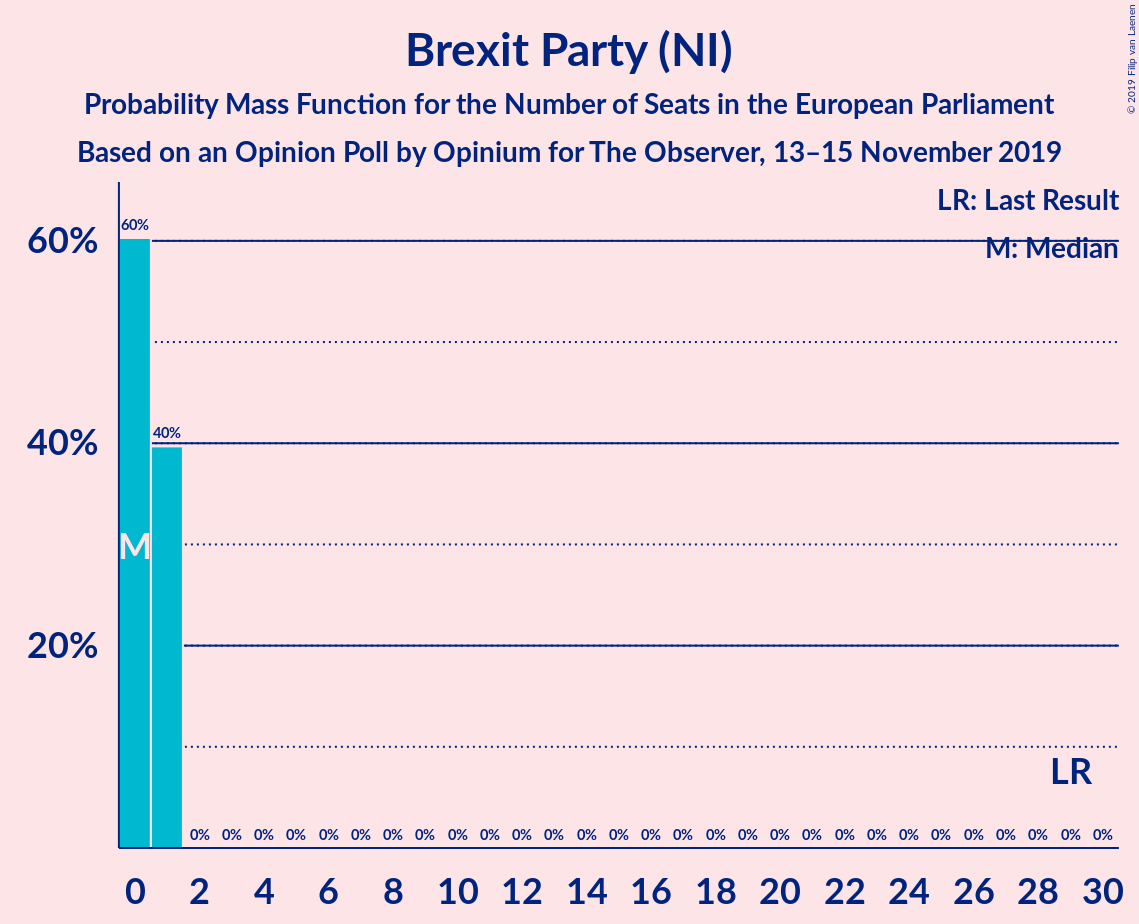 Brexit Party (NI)
Probability Mass Function for the Number of Seats in the European Parliament
Based on an Opinion Poll by Opinium for The Observer, 13–15 November 2019
© 2019 Filip van Laenen
LR: Last Result
M: Median
60%
40%
20%
60%
40%
M
LR
0% 0% 0% 0% 0% 0% 0% 0% 0% 0% 0% 0% 0% 0% 0% 0% 0% 0% 0% 0% 0% 0% 0% 0% 0% 0% 0% 0% 0%
0 2 4 6 8 10 12 14 16 18 20 22 24 26 28 30